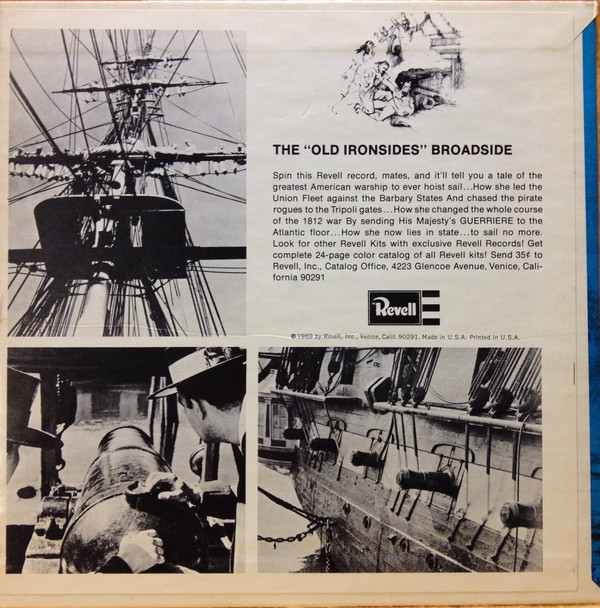 THE “OLD IRONSIDES” BROADSIDE
Spin this Revell record, mates, and it'll tell you a tale of the
greatest American warship to ever hoist sail...How she led the
Union Fleet against the Barbary States And chased the pirate
rogues to the Tripoli gates...How she changed the whole course
of the 1812 war By sending His Majesty's GUERRIERE to the
Atlantic floor...How she now lies in state...to sail no more.
Look for other Revell Kits with exclusive Revell Records! Get
complete 24-page color catalog of all Revell kits! Send 35¢ to
Revell, Inc., Catalog Office, 4223 Glencoe Avenue, Venice, Cali-
fornia 90291
Revell
© 1969 by Revell, Inc., Venice, Calif. 90291. Made in U.S.A. Printed in U.S.A.